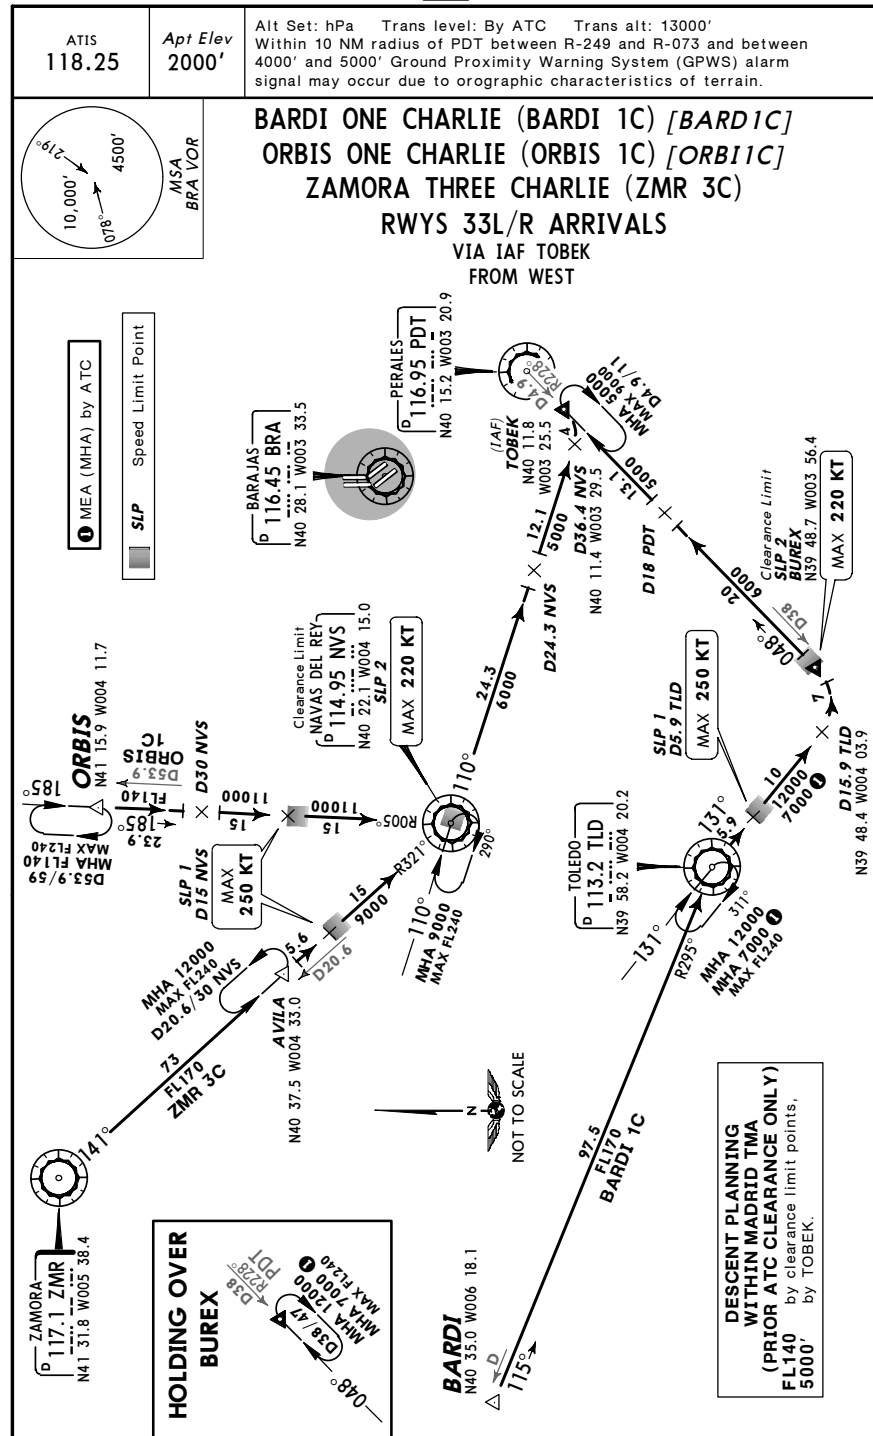 ATIS
118.25
Apt Elev
2000'
Alt Set: hPa Trans level: By ATC Trans alt: 13000'
Within 10 NM radius of PDT between R-249 and R-073 and between
4000' and 5000' Ground Proximity Warning System (GPWS) alarm
signal may occur due to orographic characteristics of terrain.
219°
4500'
10,000'
078°
MSA
BRA VOR
BARDI ONE CHARLIE (BARDI 1C) [BARD1C]
ORBIS ONE CHARLIE (ORBIS 1C) [ORBI1C]
ZAMORA THREE CHARLIE (ZMR 3C)
RWYS 33L/R ARRIVALS
VIA IAF TOBEK
FROM WEST
1 MEA (MHA) by ATC
SLP Speed Limit Point
BARAJAS
D 116.45 BRA
N40 28.1 W003 33.5
PERALES
D 116.95 PDT
N40 15.2 W003 20.9
R228°
D4.9
(IAF)
TOBEK
N40 11.8
W003 25.5
MHA 5000
MAX 9000
D4.9/11
4
D36.4 NVS
N40 11.4 W003 29.5
12.1
5000
D24.3 NVS
24.3
6000
110°
13.1
5000
D18 PDT
20
6000
D38
048°
Clearance Limit
SLP 2
BUREX
N39 48.7 W003 56.4
MAX 220 KT
7
D15.9 TLD
N39 48.4 W004 03.9
10
12000
7000 1
SLP 1
D5.9 TLD
MAX 250 KT
131°
5.9
TOLEDO
D 113.2 TLD
N39 58.2 W004 20.2
131°
R295°
311°
MHA 12000
MHA 7000 1
MAX FL240
Clearance Limit
NAVAS DEL REY
D 114.95 NVS
N40 22.1 W004 15.0
SLP 2
MAX 220 KT
ORBIS
N41 15.9 W004 11.7
185°
D53.9/59
MHA FL140
MAX FL240
D53.9
ORBIS
1C
FL140
185°
23.9
D30 NVS
11000
15
11000
15
R005°
SLP 1
D15 NVS
MAX
250 KT
R321°
15
9000
290°
110°
MHA 9000
MAX FL240
5.6
D20.6
MHA 12000
MAX FL240
D20.6/30 NVS
AVILA
N40 37.5 W004 33.0
73
FL170
ZMR 3C
141°
ZAMORA
D 117.1 ZMR
N41 31.8 W005 38.4
N
NOT TO SCALE
97.5
FL170
BARDI 1C
BARDI
N40 35.0 W006 18.1
D
115°
HOLDING OVER
BUREX
D38
R228°
PDT
MHA 12000
MHA 7000 1
MAX FL240
D38/47
048°
DESCENT PLANNING
WITHIN MADRID TMA
(PRIOR ATC CLEARANCE ONLY)
FL140 by clearance limit points,
5000' by TOBEK.